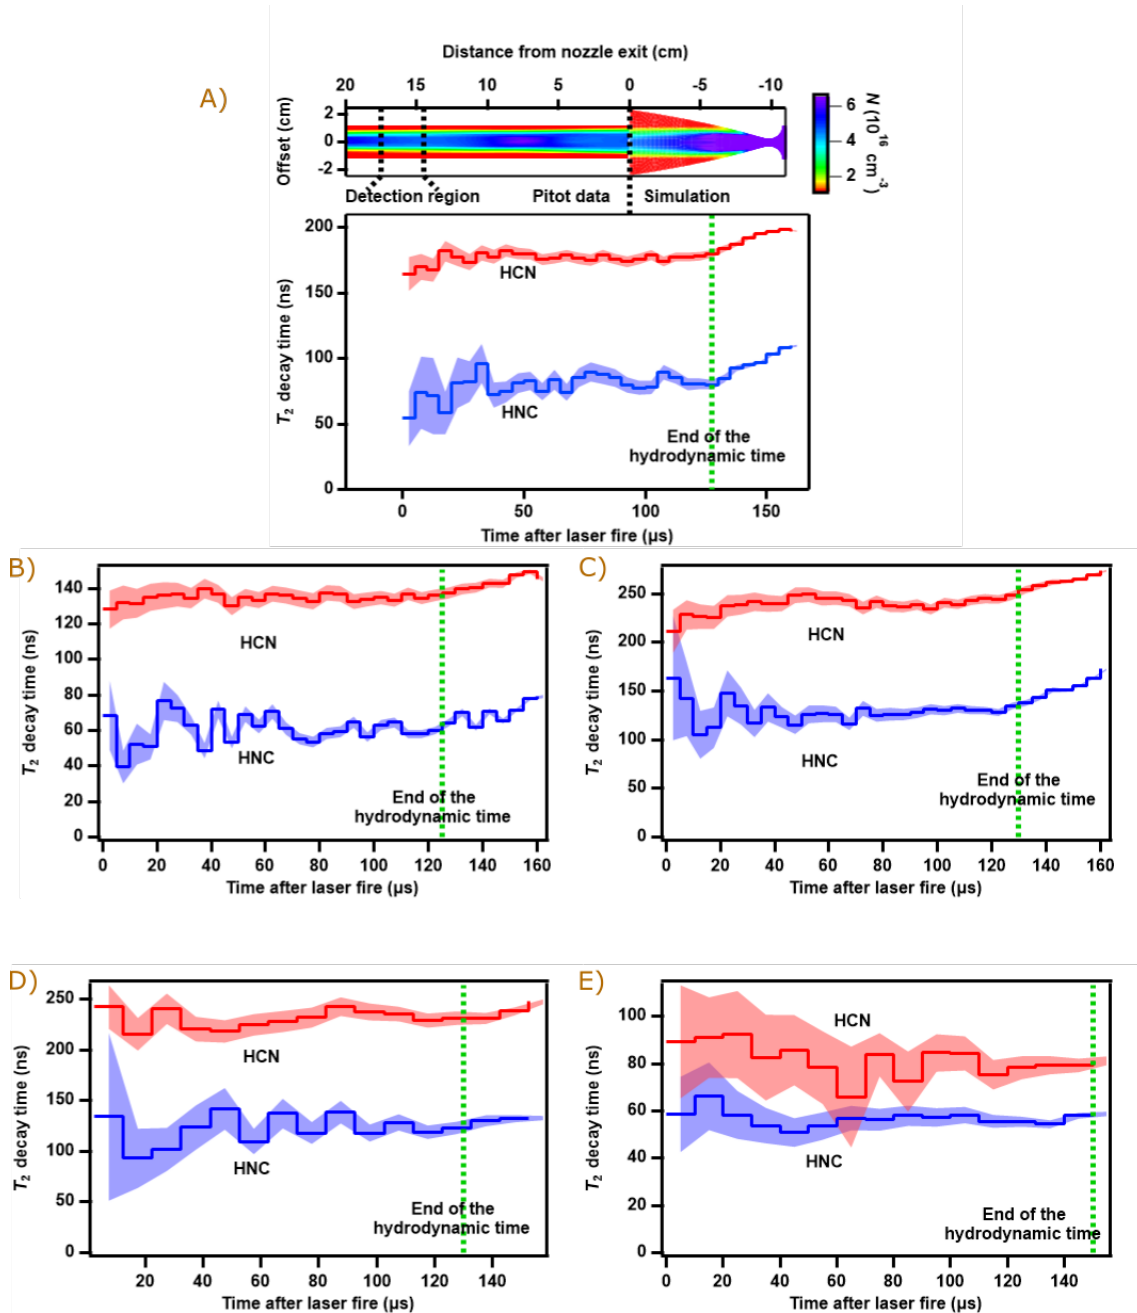 A)
Distance from nozzle exit (cm)
20 15 10 5 0 -5 -10
Offset (cm)
2
0
-2
6
4
2
N (10¹⁶ cm⁻³)
Detection region Pitot data Simulation
T₂ decay time (ns)
200
150
100
50
0
HCN
HNC
End of the
hydrodynamic time
0 50 100 150
Time after laser fire (µs)
B)
T₂ decay time (ns)
140
120
100
80
60
40
20
0
HCN
HNC
End of the
hydrodynamic time
0 20 40 60 80 100 120 140 160
Time after laser fire (µs)
C)
T₂ decay time (ns)
250
200
150
100
50
0
HCN
HNC
End of the
hydrodynamic time
0 20 40 60 80 100 120 140 160
Time after laser fire (µs)
D)
T₂ decay time (ns)
250
200
150
100
50
0
HCN
HNC
End of the
hydrodynamic time
20 40 60 80 100 120 140
Time after laser fire (µs)
E)
T₂ decay time (ns)
100
80
60
40
20
0
HCN
HNC
End of the
hydrodynamic time
0 20 40 60 80 100 120 140
Time after laser fire (µs)